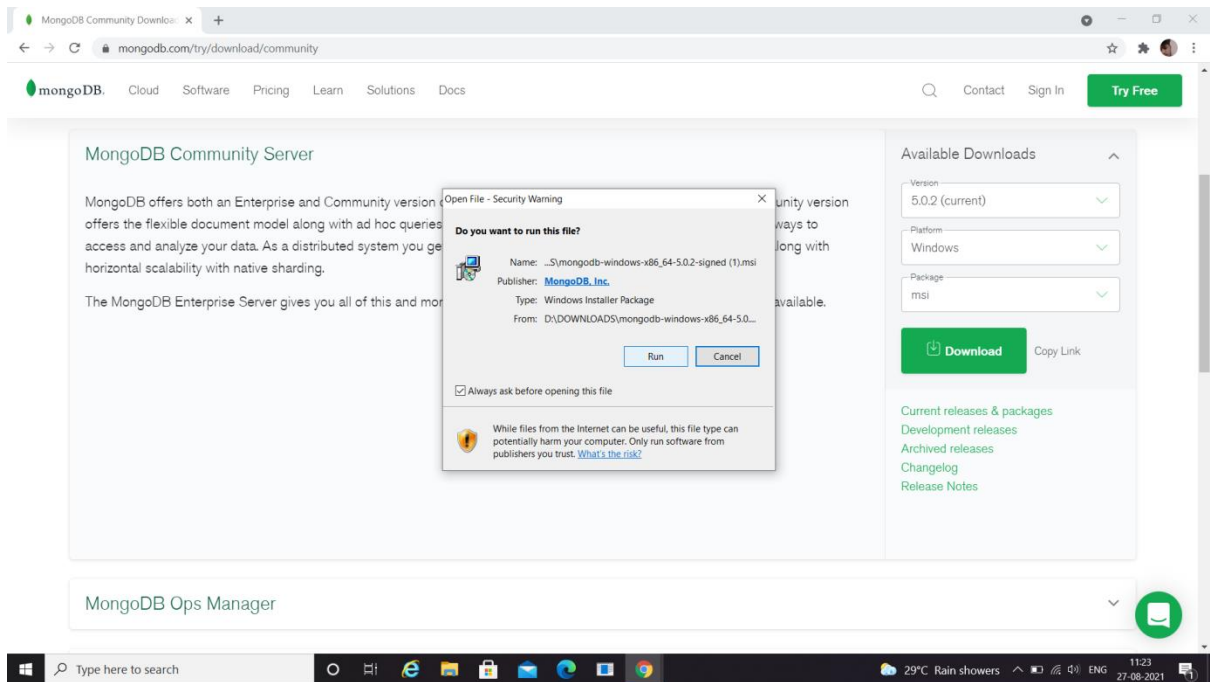 MongoDB Community Downloa
mongodb.com/try/download/community
mongoDB. Cloud Software Pricing Learn Solutions Docs Contact Sign In Try Free
MongoDB Community Server
MongoDB offers both an Enterprise and Community version
offers the flexible document model along with ad hoc queries
access and analyze your data. As a distributed system you ge
horizontal scalability with native sharding.
The MongoDB Enterprise Server gives you all of this and mor
unity version
ways to
long with
available.
Open File - Security Warning
Do you want to run this file?
Name: ...S\mongodb-windows-x86_64-5.0.2-signed (1).msi
Publisher: MongoDB, Inc.
Type: Windows Installer Package
From: D:\DOWNLOADS\mongodb-windows-x86_64-5.0....
Run Cancel
Always ask before opening this file
While files from the Internet can be useful, this file type can
potentially harm your computer. Only run software from
publishers you trust. What's the risk?
Available Downloads
Version
5.0.2 (current)
Platform
Windows
Package
msi
Download Copy Link
Current releases & packages
Development releases
Archived releases
Changelog
Release Notes
MongoDB Ops Manager
Type here to search
29°C Rain showers ENG 11:23
27-08-2021